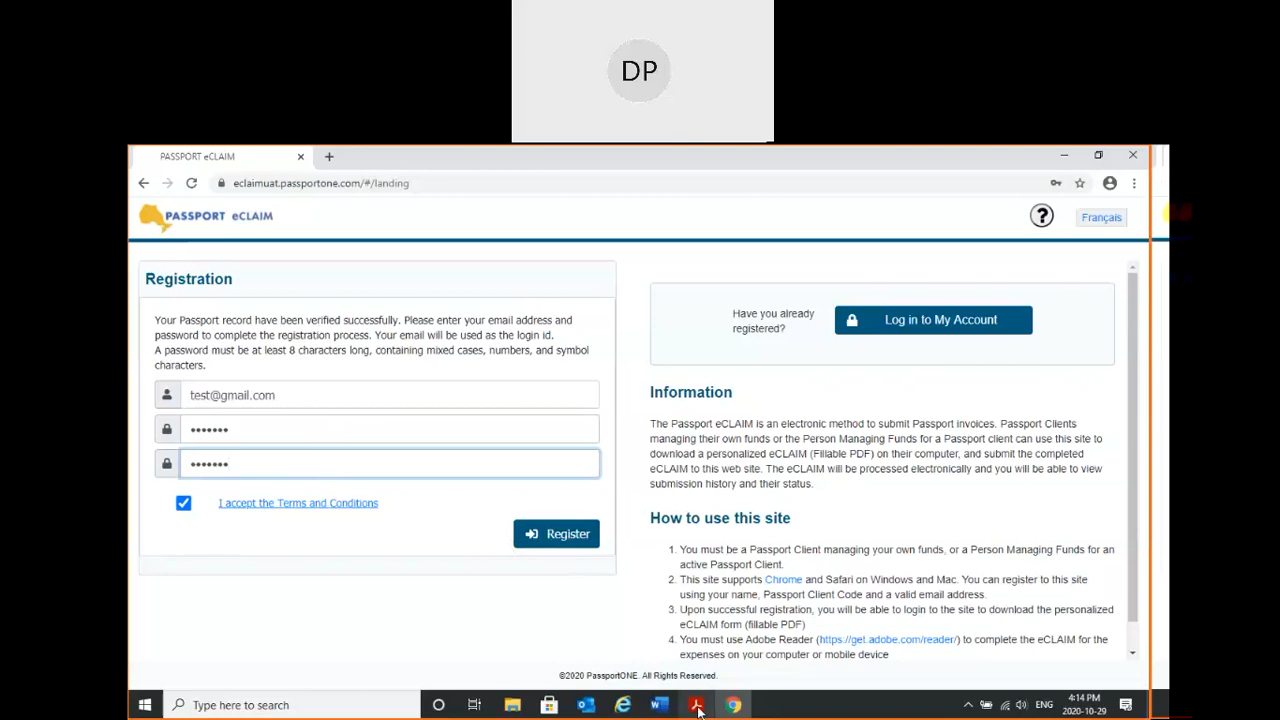 DP
PASSPORT eCLAIM
eclaimuat.passportone.com/#/landing
PASSPORT eCLAIM
?
Français
Registration
Your Passport record have been verified successfully. Please enter your email address and
password to complete the registration process. Your email will be used as the login id.
A password must be at least 8 characters long, containing mixed cases, numbers, and symbol
characters.
test@gmail.com
•••••••
•••••••
I accept the Terms and Conditions
Register
Have you already
registered?
Log in to My Account
Information
The Passport eCLAIM is an electronic method to submit Passport invoices. Passport Clients
managing their own funds or the Person Managing Funds for a Passport client can use this site to
download a personalized eCLAIM (Fillable PDF) on their computer, and submit the completed
eCLAIM to this web site. The eCLAIM will be processed electronically and you will be able to view
submission history and their status.
How to use this site
1. You must be a Passport Client managing your own funds, or a Person Managing Funds for an
active Passport Client.
2. This site supports Chrome and Safari on Windows and Mac. You can register to this site
using your name, Passport Client Code and a valid email address.
3. Upon successful registration, you will be able to login to the site to download the personalized
eCLAIM form (fillable PDF)
4. You must use Adobe Reader (https://get.adobe.com/reader/) to complete the eCLAIM for the
expenses on your computer or mobile device
©2020 PassportONE. All Rights Reserved.
Type here to search
ENG
4:14 PM
2020-10-29